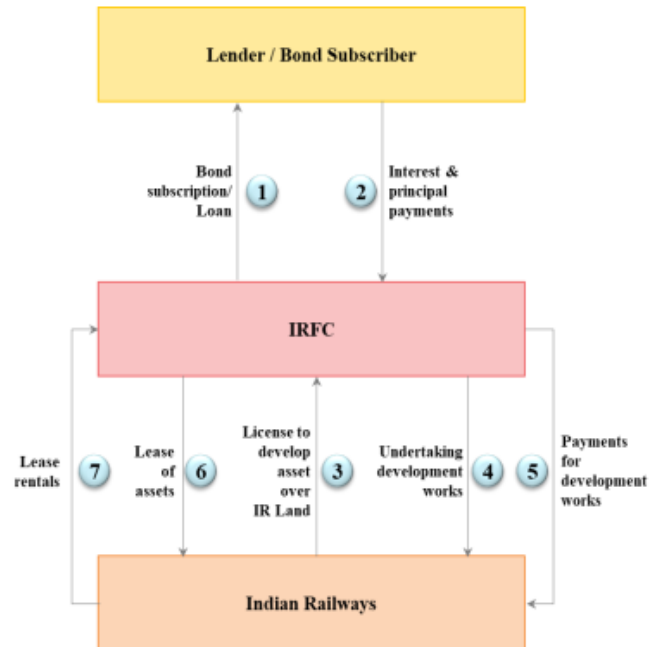 Lender / Bond Subscriber
Bond
subscription/
Loan
1
2
Interest &
principal
payments
IRFC
Lease
rentals
7
Lease
of
assets
6
License to
develop
asset
over
IR Land
3
Undertaking
development
works
4
5
Payments
for
development
works
Indian Railways